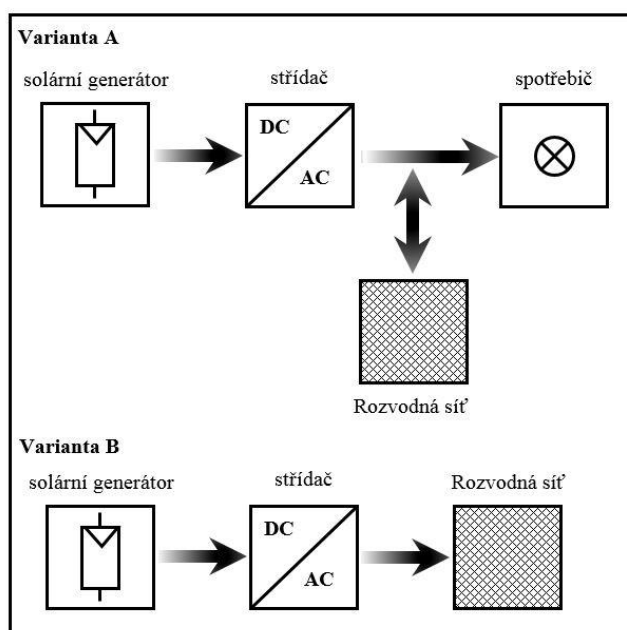 Varianta A
solární generátor
střídač
spotřebič
DC
AC
Rozvodná síť
Varianta B
solární generátor
střídač
Rozvodná síť
DC
AC